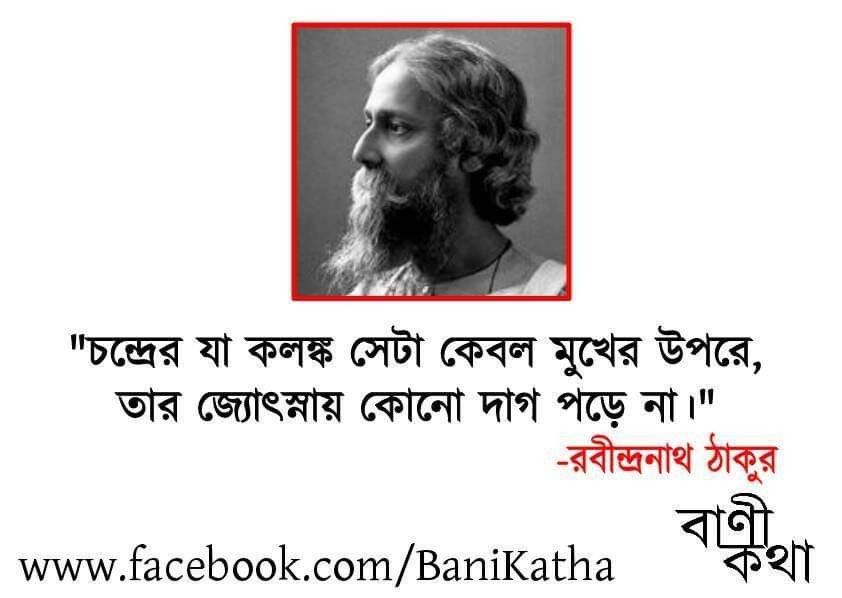 "চন্দ্রের যা কলঙ্ক সেটা কেবল মুখের উপরে,
তার জ্যোৎস্নায় কোনো দাগ পড়ে না।"
-রবীন্দ্রনাথ ঠাকুর
বাণী
কথা
www.facebook.com/BaniKatha